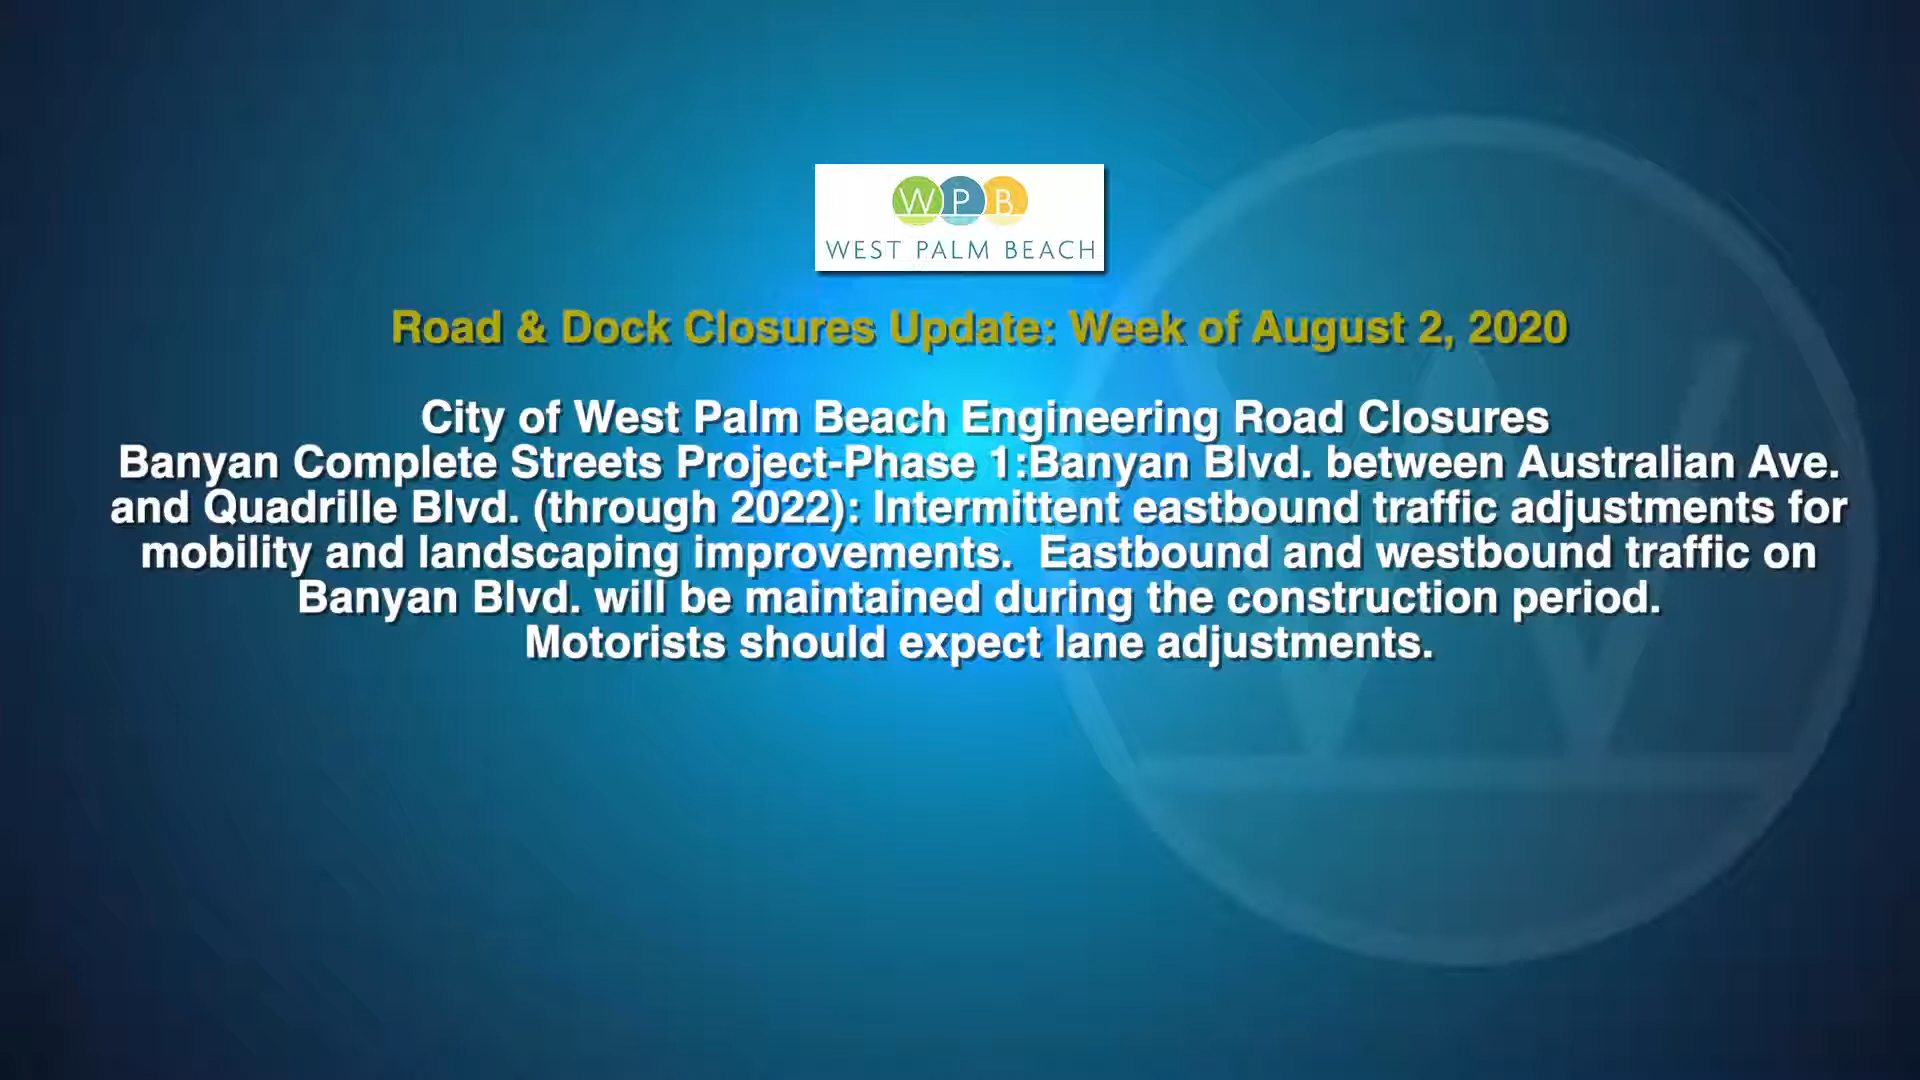 WPB
WEST PALM BEACH
Road & Dock Closures Update: Week of August 2, 2020
City of West Palm Beach Engineering Road Closures
Banyan Complete Streets Project-Phase 1:Banyan Blvd. between Australian Ave.
and Quadrille Blvd. (through 2022): Intermittent eastbound traffic adjustments for
mobility and landscaping improvements.  Eastbound and westbound traffic on
Banyan Blvd. will be maintained during the construction period.
Motorists should expect lane adjustments.
W